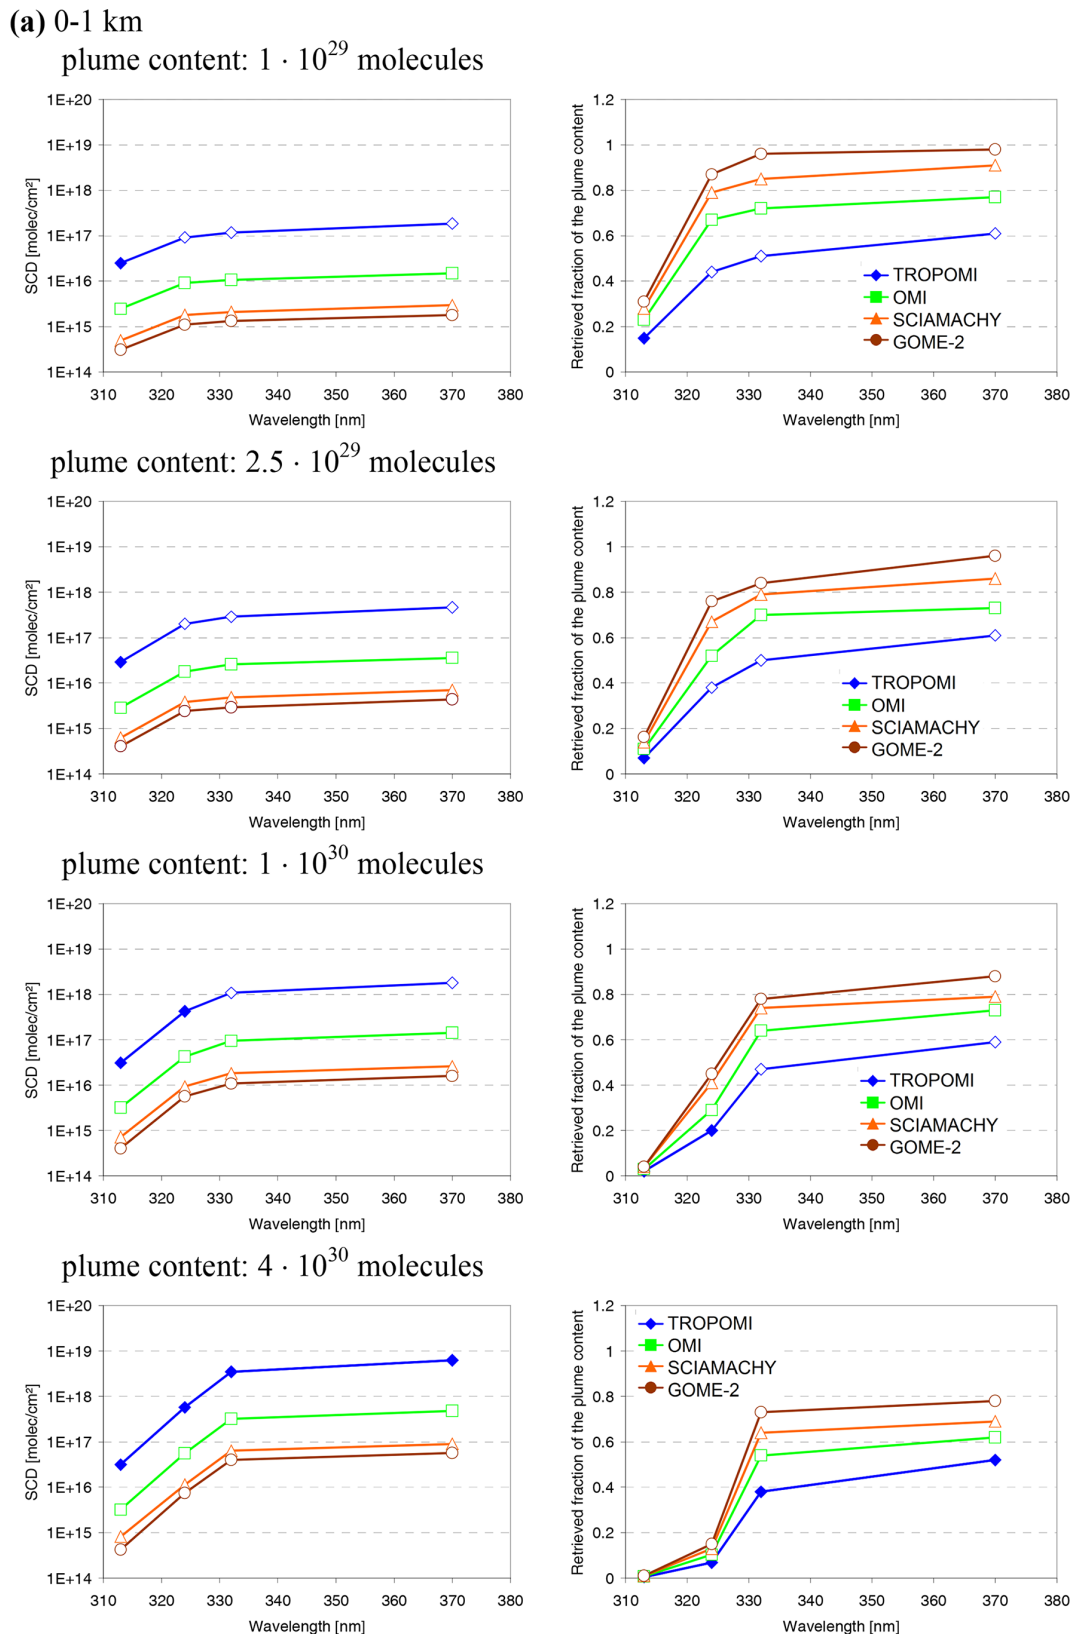 (a) 0-1 km
plume content: 1 · 10²⁹ molecules
SCD [molec/cm²]
1E+20
1E+19
1E+18
1E+17
1E+16
1E+15
1E+14
310 320 330 340 350 360 370 380
Wavelength [nm]
Retrieved fraction of the plume content
1.2
1
0.8
0.6
0.4
0.2
0
TROPOMI
OMI
SCIAMACHY
GOME-2
310 320 330 340 350 360 370 380
Wavelength [nm]
plume content: 2.5 · 10²⁹ molecules
SCD [molec/cm²]
1E+20
1E+19
1E+18
1E+17
1E+16
1E+15
1E+14
310 320 330 340 350 360 370 380
Wavelength [nm]
Retrieved fraction of the plume content
1.2
1
0.8
0.6
0.4
0.2
0
TROPOMI
OMI
SCIAMACHY
GOME-2
310 320 330 340 350 360 370 380
Wavelength [nm]
plume content: 1 · 10³⁰ molecules
SCD [molec/cm²]
1E+20
1E+19
1E+18
1E+17
1E+16
1E+15
1E+14
310 320 330 340 350 360 370 380
Wavelength [nm]
Retrieved fraction of the plume content
1.2
1
0.8
0.6
0.4
0.2
0
TROPOMI
OMI
SCIAMACHY
GOME-2
310 320 330 340 350 360 370 380
Wavelength [nm]
plume content: 4 · 10³⁰ molecules
SCD [molec/cm²]
1E+20
1E+19
1E+18
1E+17
1E+16
1E+15
1E+14
310 320 330 340 350 360 370 380
Wavelength [nm]
Retrieved fraction of the plume content
1.2
1
0.8
0.6
0.4
0.2
0
TROPOMI
OMI
SCIAMACHY
GOME-2
310 320 330 340 350 360 370 380
Wavelength [nm]